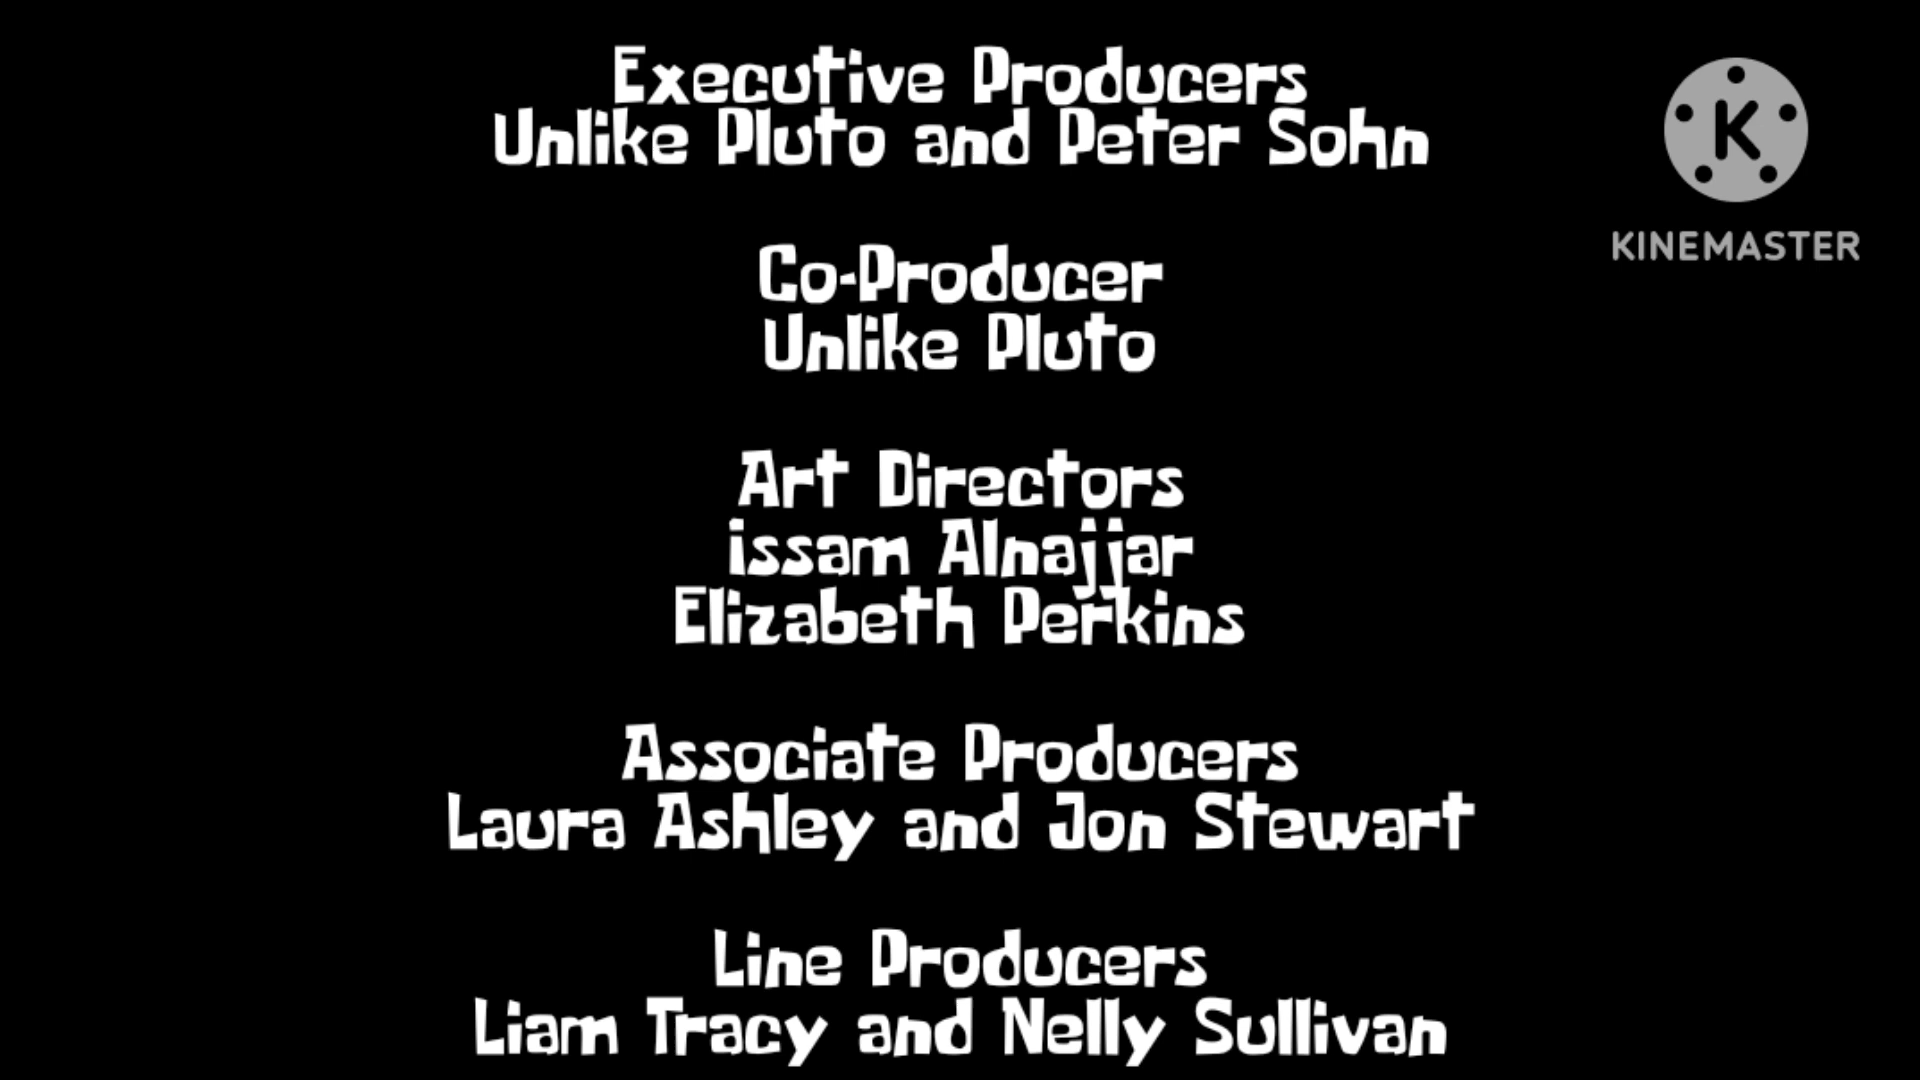 Executive Producers
Unlike Pluto and Peter Sohn
Co-Producer
Unlike Pluto
Art Directors
issam Alnajjar
Elizabeth Perkins
Associate Producers
Laura Ashley and Jon Stewart
Line Producers
Liam Tracy and Nelly Sullivan
K
KINEMASTER